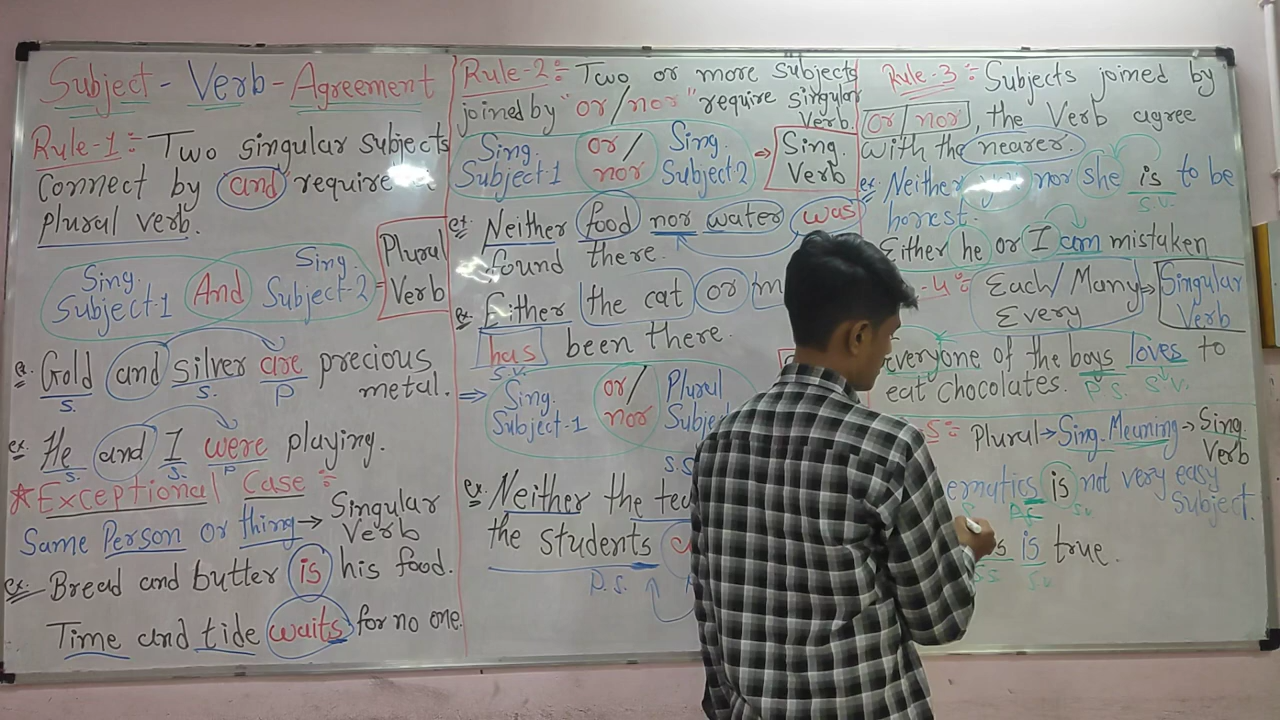 Subject - Verb - Agreement
Rule-1:- Two singular Subjects
Connect by "and" require a
plural verb.
Sing. Subject-1 And Sing. Subject-2 = Plural Verb
ex. Gold and silver are precious
S. S. P
metal.
ex. He and I were playing.
S. S. P
*Exceptional Case:-
Same Person or thing → Singular Verb
ex. Bread and butter is his food.
Time and tide waits for no one.
Rule-2:- Two or more subjects
joined by "or/nor" require singular
verb.
Sing. Subject-1 or/nor Sing. Subject-2 ⇒ Sing. Verb
ex. Neither food nor water was
found there.
ex. Either the cat or
has been there.
S.V.
⇒ Sing. Subject-1 or/nor Plural
S.S
ex. Neither the
the students
P.S.
Rule-3:- Subjects joined by
or/nor, the Verb agree
with the nearer.
ex. Neither you nor she is to be
S.V.
honest.
Either he or I am mistaken
-4:- Each/Many Every → Singular Verb
everyone of the boys loves to
P.S. S.V.
eat chocolates.
5:- Plural → Sing. Meaning → Sing. Verb
is not very easy
P.S. S.V
Subject.
is true.
S.S. S.V